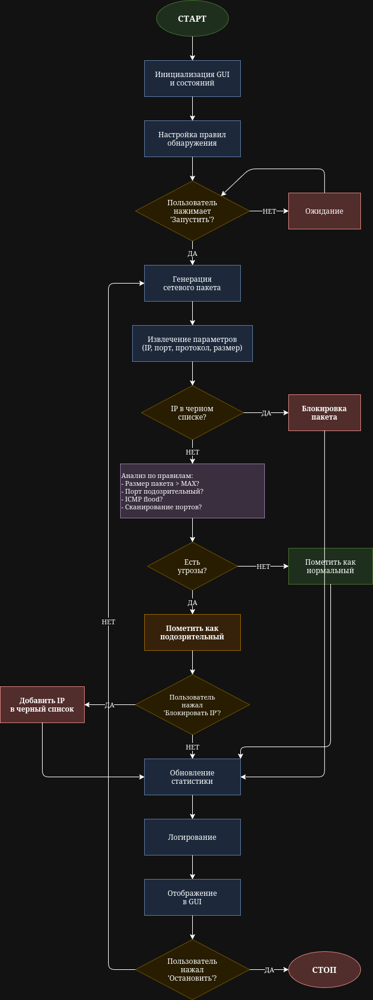 СТАРТ
Инициализация GUI
и состояний
Настройка правил
обнаружения
Пользователь
нажимает
'Запустить'?
НЕТ
Ожидание
ДА
Генерация
сетевого пакета
Извлечение параметров
(IP, порт, протокол, размер)
IP в черном
списке?
ДА
Блокировка
пакета
НЕТ
Анализ по правилам:
- Размер пакета > MAX?
- Порт подозрительный?
- ICMP flood?
- Сканирование портов?
Есть
угрозы?
НЕТ
Пометить как
нормальный
ДА
Пометить как
подозрительный
НЕТ
Пользователь
нажал
'Блокировать IP'?
ДА
Добавить IP
в черный список
НЕТ
Обновление
статистики
Логирование
Отображение
в GUI
Пользователь
нажал
'Остановить'?
ДА
СТОП